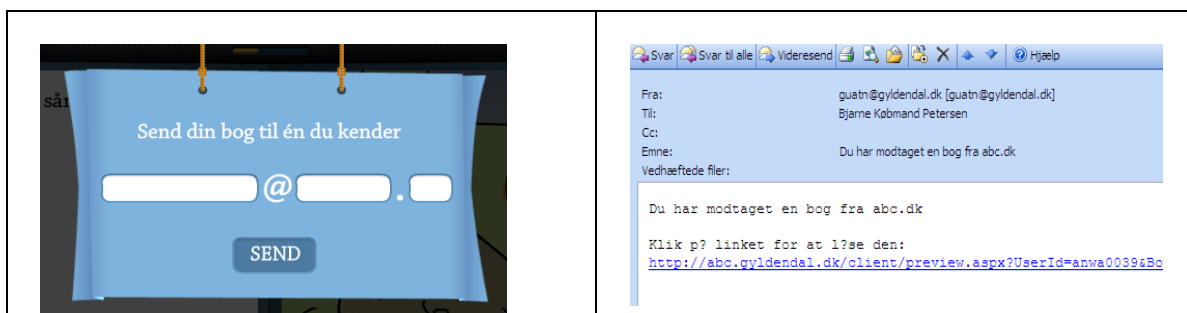 sår
Send din bog til én du kender
@ .
SEND
Svar Svar til alle Videresend Hjælp
Fra: guatn@gyldendal.dk [guatn@gyldendal.dk]
Til: Bjarne Købmand Petersen
Cc:
Emne: Du har modtaget en bog fra abc.dk
Vedhæftede filer:
Du har modtaget en bog fra abc.dk
Klik p? linket for at l?se den:
http://abc.gyldendal.dk/client/preview.aspx?UserId=anwa0039&Bo